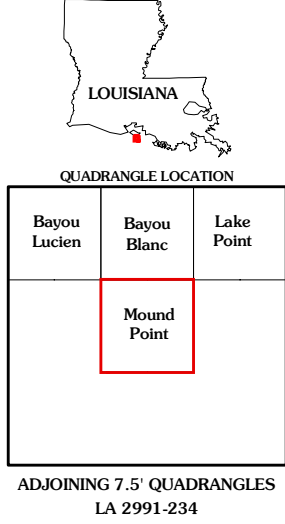 LOUISIANA
QUADRANGLE LOCATION
Bayou
Lucien
Bayou
Blanc
Lake
Point
Mound
Point
ADJOINING 7.5' QUADRANGLES
LA 2991-234